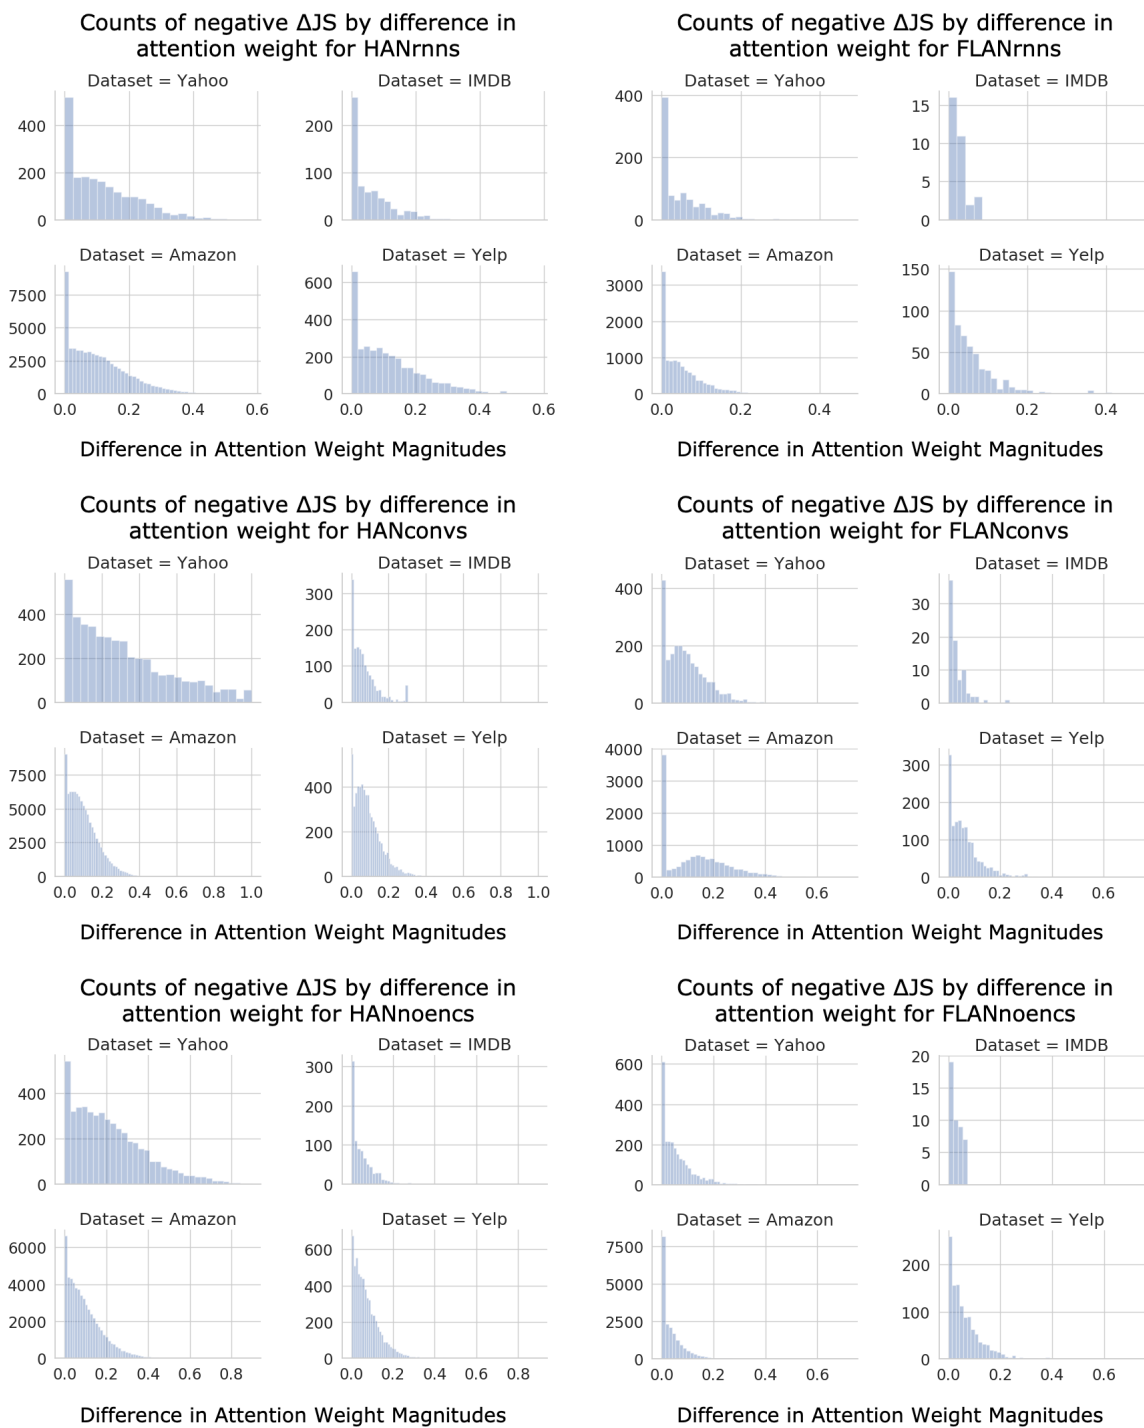 Counts of negative ΔJS by difference in
attention weight for HANrnns
Dataset = Yahoo
Dataset = IMDB
400
200
0
200
100
0
Dataset = Amazon
Dataset = Yelp
7500
5000
2500
0
600
400
200
0
0.0 0.2 0.4 0.6
0.0 0.2 0.4 0.6
Difference in Attention Weight Magnitudes
Counts of negative ΔJS by difference in
attention weight for FLANrnns
Dataset = Yahoo
Dataset = IMDB
400
200
0
15
10
5
0
Dataset = Amazon
Dataset = Yelp
3000
2000
1000
0
150
100
50
0
0.0 0.2 0.4
0.0 0.2 0.4
Difference in Attention Weight Magnitudes
Counts of negative ΔJS by difference in
attention weight for HANconvs
Dataset = Yahoo
Dataset = IMDB
400
200
0
300
200
100
0
Dataset = Amazon
Dataset = Yelp
7500
5000
2500
0
400
200
0
0.0 0.2 0.4 0.6 0.8 1.0
0.0 0.2 0.4 0.6 0.8 1.0
Difference in Attention Weight Magnitudes
Counts of negative ΔJS by difference in
attention weight for FLANconvs
Dataset = Yahoo
Dataset = IMDB
400
200
0
30
20
10
0
Dataset = Amazon
Dataset = Yelp
4000
3000
2000
1000
0
300
200
100
0
0.0 0.2 0.4 0.6
0.0 0.2 0.4 0.6
Difference in Attention Weight Magnitudes
Counts of negative ΔJS by difference in
attention weight for HANnoencs
Dataset = Yahoo
Dataset = IMDB
400
200
0
300
200
100
0
Dataset = Amazon
Dataset = Yelp
6000
4000
2000
0
600
400
200
0
0.0 0.2 0.4 0.6 0.8
0.0 0.2 0.4 0.6 0.8
Difference in Attention Weight Magnitudes
Counts of negative ΔJS by difference in
attention weight for FLANnoencs
Dataset = Yahoo
Dataset = IMDB
600
400
200
0
20
15
10
5
0
Dataset = Amazon
Dataset = Yelp
7500
5000
2500
0
200
100
0
0.0 0.2 0.4 0.6
0.0 0.2 0.4 0.6
Difference in Attention Weight Magnitudes